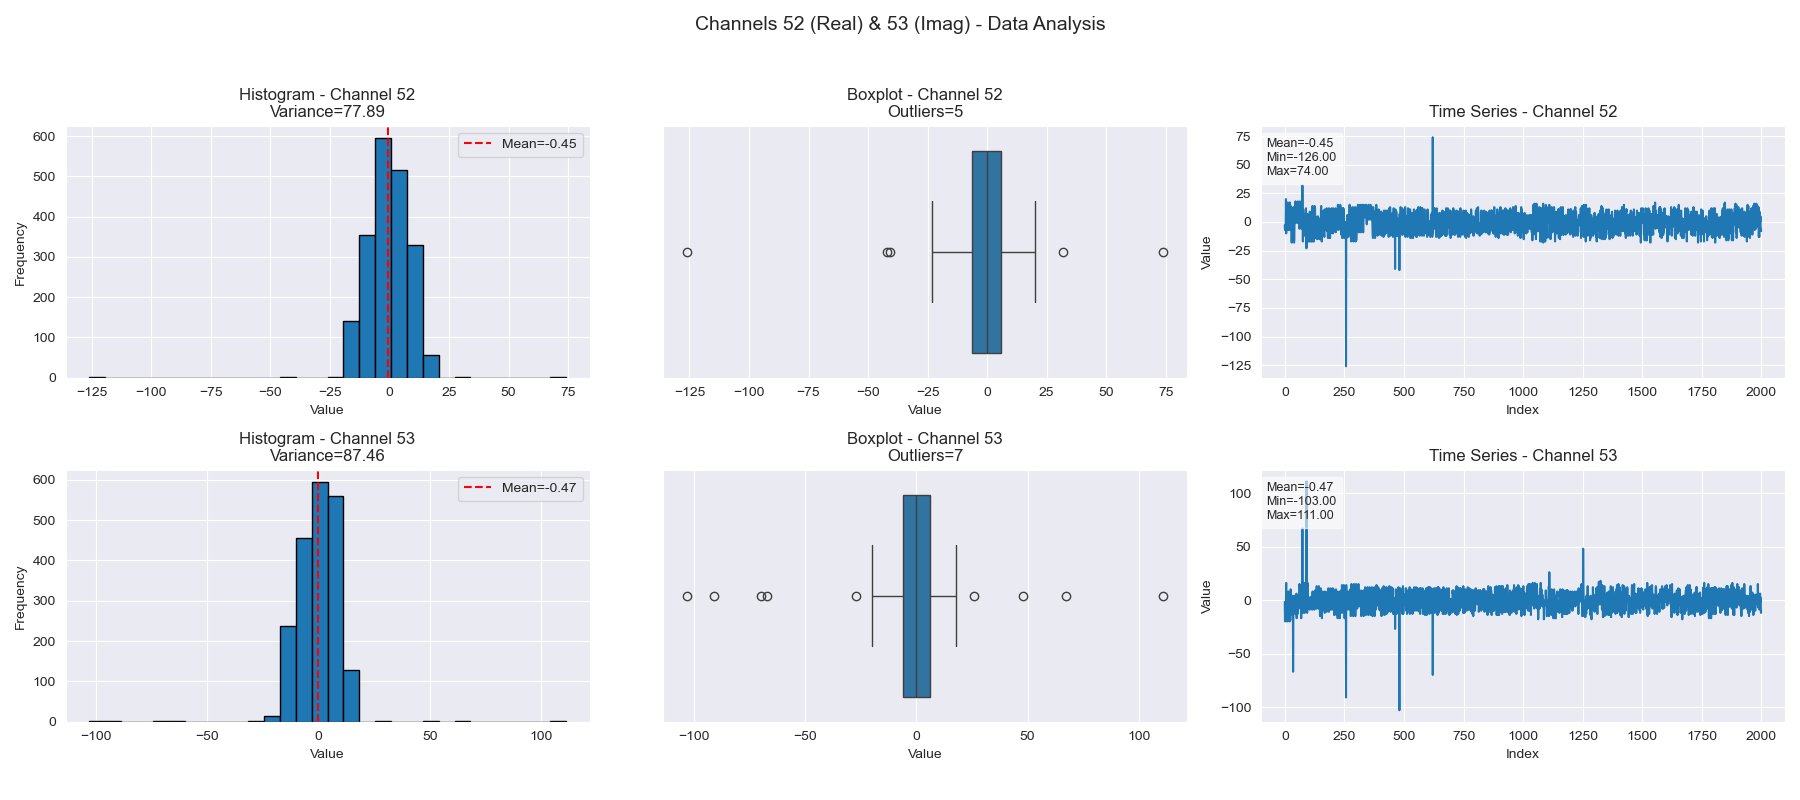 Channels 52 (Real) & 53 (Imag) - Data Analysis
Histogram - Channel 52
Variance=77.89
Mean=-0.45
Frequency
600
500
400
300
200
100
0
−125 −100 −75 −50 −25 0 25 50 75
Value
Boxplot - Channel 52
Outliers=5
−125 −100 −75 −50 −25 0 25 50 75
Value
Time Series - Channel 52
Mean=-0.45
Min=-126.00
Max=74.00
Value
75
50
25
0
−25
−50
−75
−100
−125
0 250 500 750 1000 1250 1500 1750 2000
Index
Histogram - Channel 53
Variance=87.46
Mean=-0.47
Frequency
600
500
400
300
200
100
0
−100 −50 0 50 100
Value
Boxplot - Channel 53
Outliers=7
−100 −50 0 50 100
Value
Time Series - Channel 53
Mean=-0.47
Min=-103.00
Max=111.00
Value
100
50
0
−50
−100
0 250 500 750 1000 1250 1500 1750 2000
Index